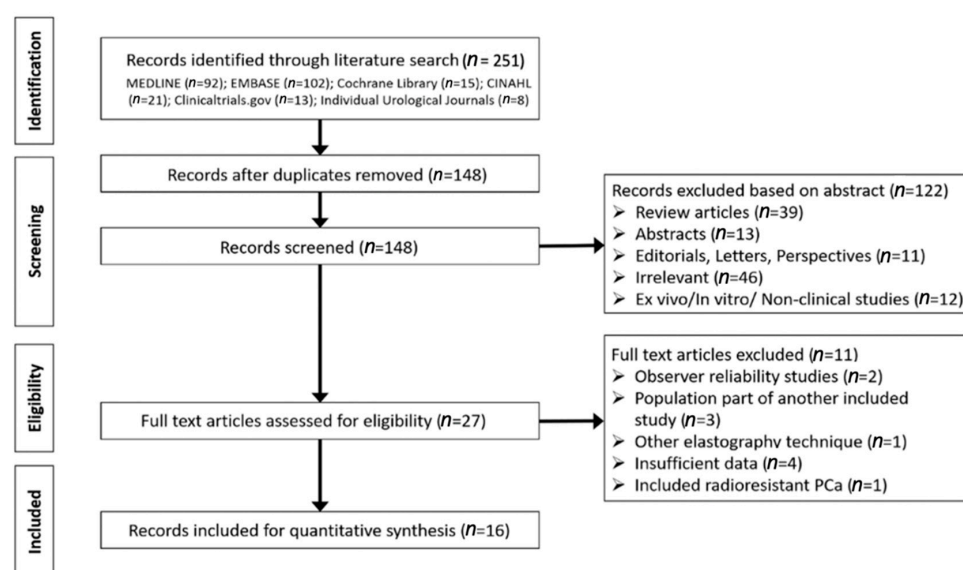 Identification
Records identified through literature search (n= 251)
MEDLINE (n=92); EMBASE (n=102); Cochrane Library (n=15); CINAHL
(n=21); Clinicaltrials.gov (n=13); Individual Urological Journals (n=8)
Screening
Records after duplicates removed (n=148)
Records screened (n=148)
Records excluded based on abstract (n=122)
➢ Review articles (n=39)
➢ Abstracts (n=13)
➢ Editorials, Letters, Perspectives (n=11)
➢ Irrelevant (n=46)
➢ Ex vivo/In vitro/ Non-clinical studies (n=12)
Eligibility
Full text articles assessed for eligibility (n=27)
Full text articles excluded (n=11)
➢ Observer reliability studies (n=2)
➢ Population part of another included
study (n=3)
➢ Other elastography technique (n=1)
➢ Insufficient data (n=4)
➢ Included radioresistant PCa (n=1)
Included
Records included for quantitative synthesis (n=16)